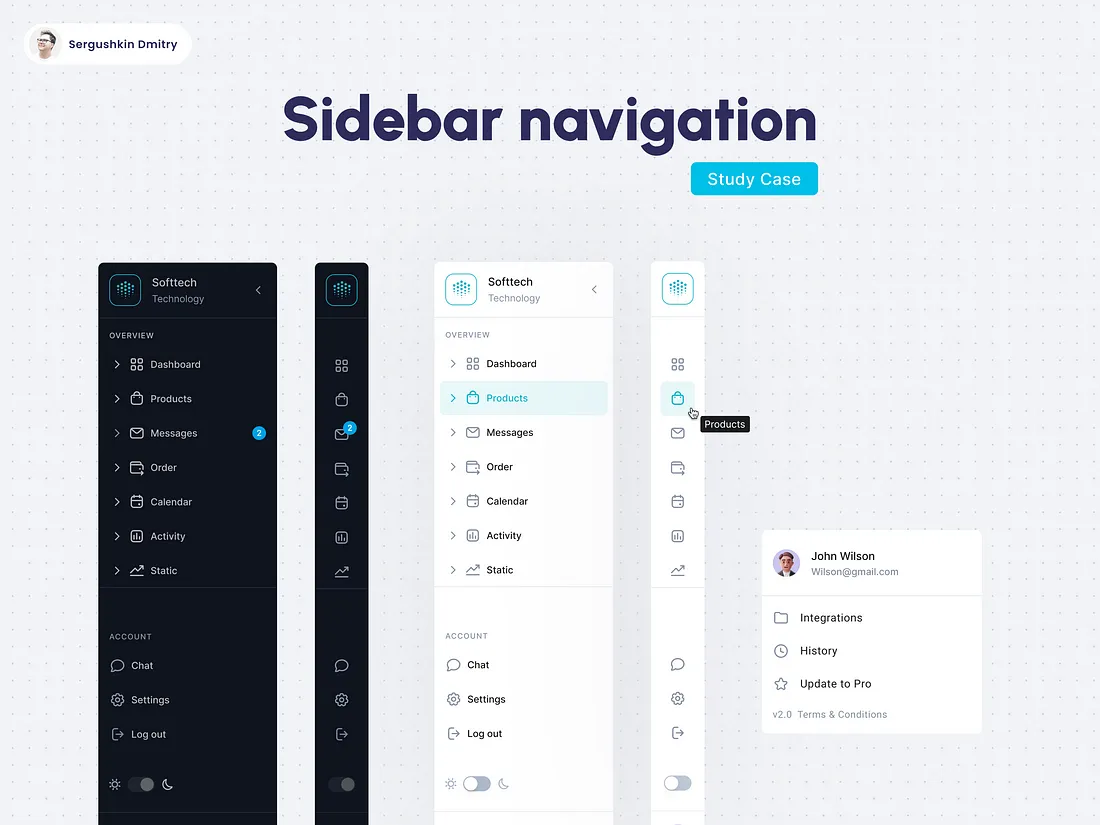 Sergushkin Dmitry
Sidebar navigation
Study Case
Softtech
Technology
OVERVIEW
Dashboard
Products
Messages
2
Order
Calendar
Activity
Static
ACCOUNT
Chat
Settings
Log out
2
Softtech
Technology
OVERVIEW
Dashboard
Products
Messages
Order
Calendar
Activity
Static
ACCOUNT
Chat
Settings
Log out
Products
John Wilson
Wilson@gmail.com
Integrations
History
Update to Pro
v2.0 Terms & Conditions